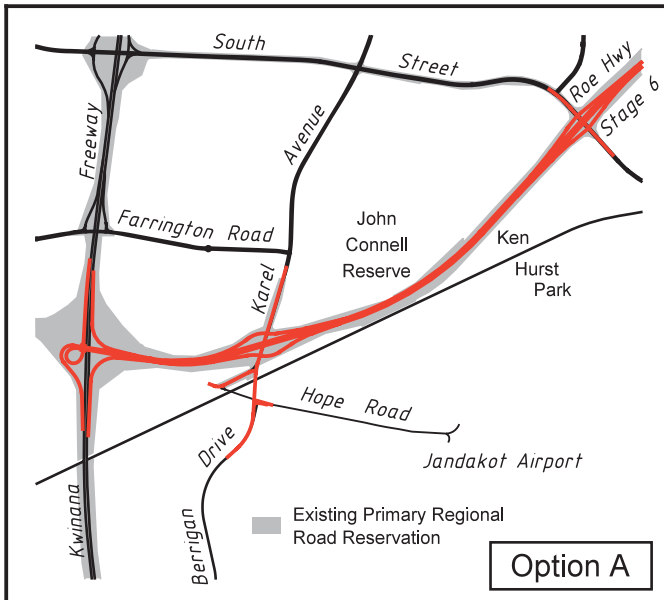 South
Street
Roe Hwy
Stage 6
Freeway
Avenue
Farrington Road
John
Connell
Reserve
Ken
Hurst
Park
Karel
Hope Road
Jandakot Airport
Drive
Kwinana
Berrigan
Existing Primary Regional
Road Reservation
Option A